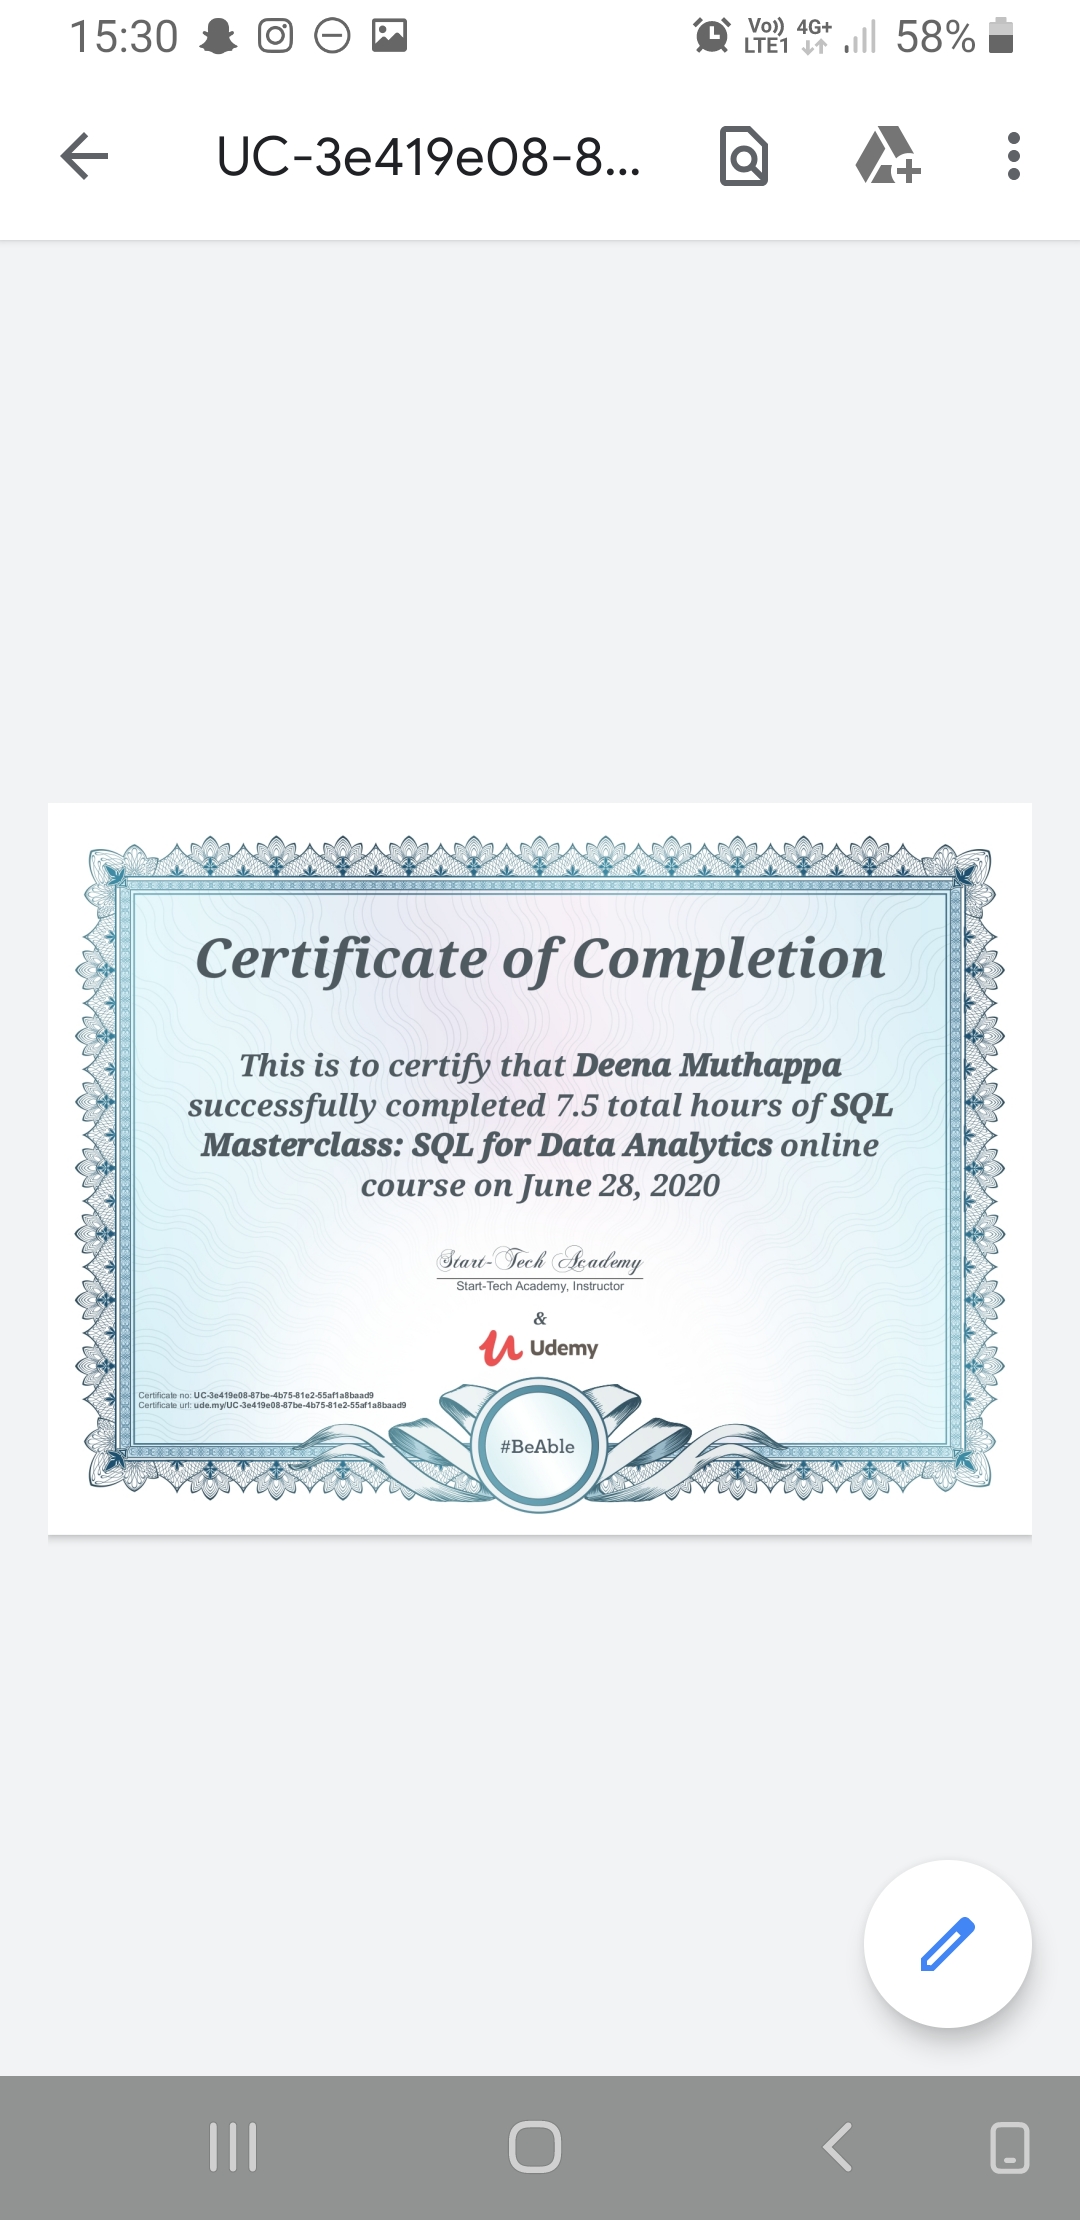 15:30
Vo)) LTE1 4G+ 58%
UC-3e419e08-8...
Certificate of Completion
This is to certify that Deena Muthappa
successfully completed 7.5 total hours of SQL
Masterclass: SQL for Data Analytics online
course on June 28, 2020
Start-Tech Academy
Start-Tech Academy, Instructor
&
Udemy
Certificate no: UC-3e419e08-87be-4b75-81e2-55af1a8baad9
Certificate url: ude.my/UC-3e419e08-87be-4b75-81e2-55af1a8baad9
#BeAble